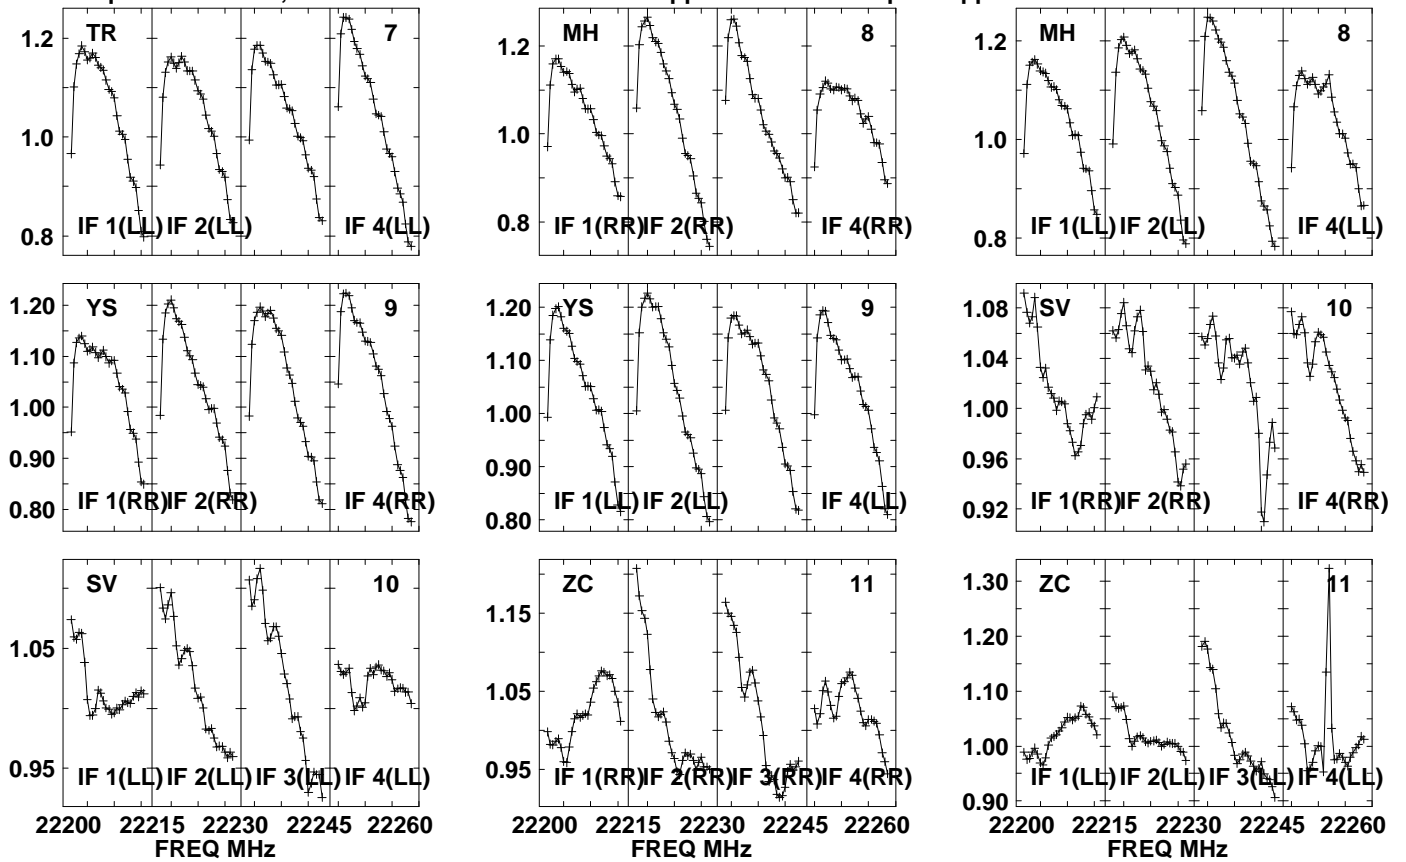 TR 7 MH 8 MH 8
1.2 1.2 1.2
1.0 1.0 1.0
0.8 0.8 0.8
IF 1(LL) IF 2(LL) IF 4(LL) IF 1(RR) IF 2(RR) IF 4(RR) IF 1(LL) IF 2(LL) IF 4(LL)
YS 9 YS 9 SV 10
1.20 1.20 1.08
1.10 1.10 1.04
1.00 1.00 1.00
0.90 0.90 0.96
0.80 0.80 0.92
IF 1(RR) IF 2(RR) IF 4(RR) IF 1(LL) IF 2(LL) IF 4(LL) IF 1(RR) IF 2(RR) IF 4(RR)
SV 10 ZC 11 ZC 11
1.05 1.15 1.30
0.95 1.05 1.20
0.95 1.10
1.00
0.90
IF 1(LL) IF 2(LL) IF 3(LL) IF 4(LL) IF 1(RR) IF 2(RR) IF 3(RR) IF 4(RR) IF 1(LL) IF 2(LL) IF 3(LL) IF 4(LL)
22200 22215 22230 22245 22260 22200 22215 22230 22245 22260 22200 22215 22230 22245 22260
FREQ MHz FREQ MHz FREQ MHz